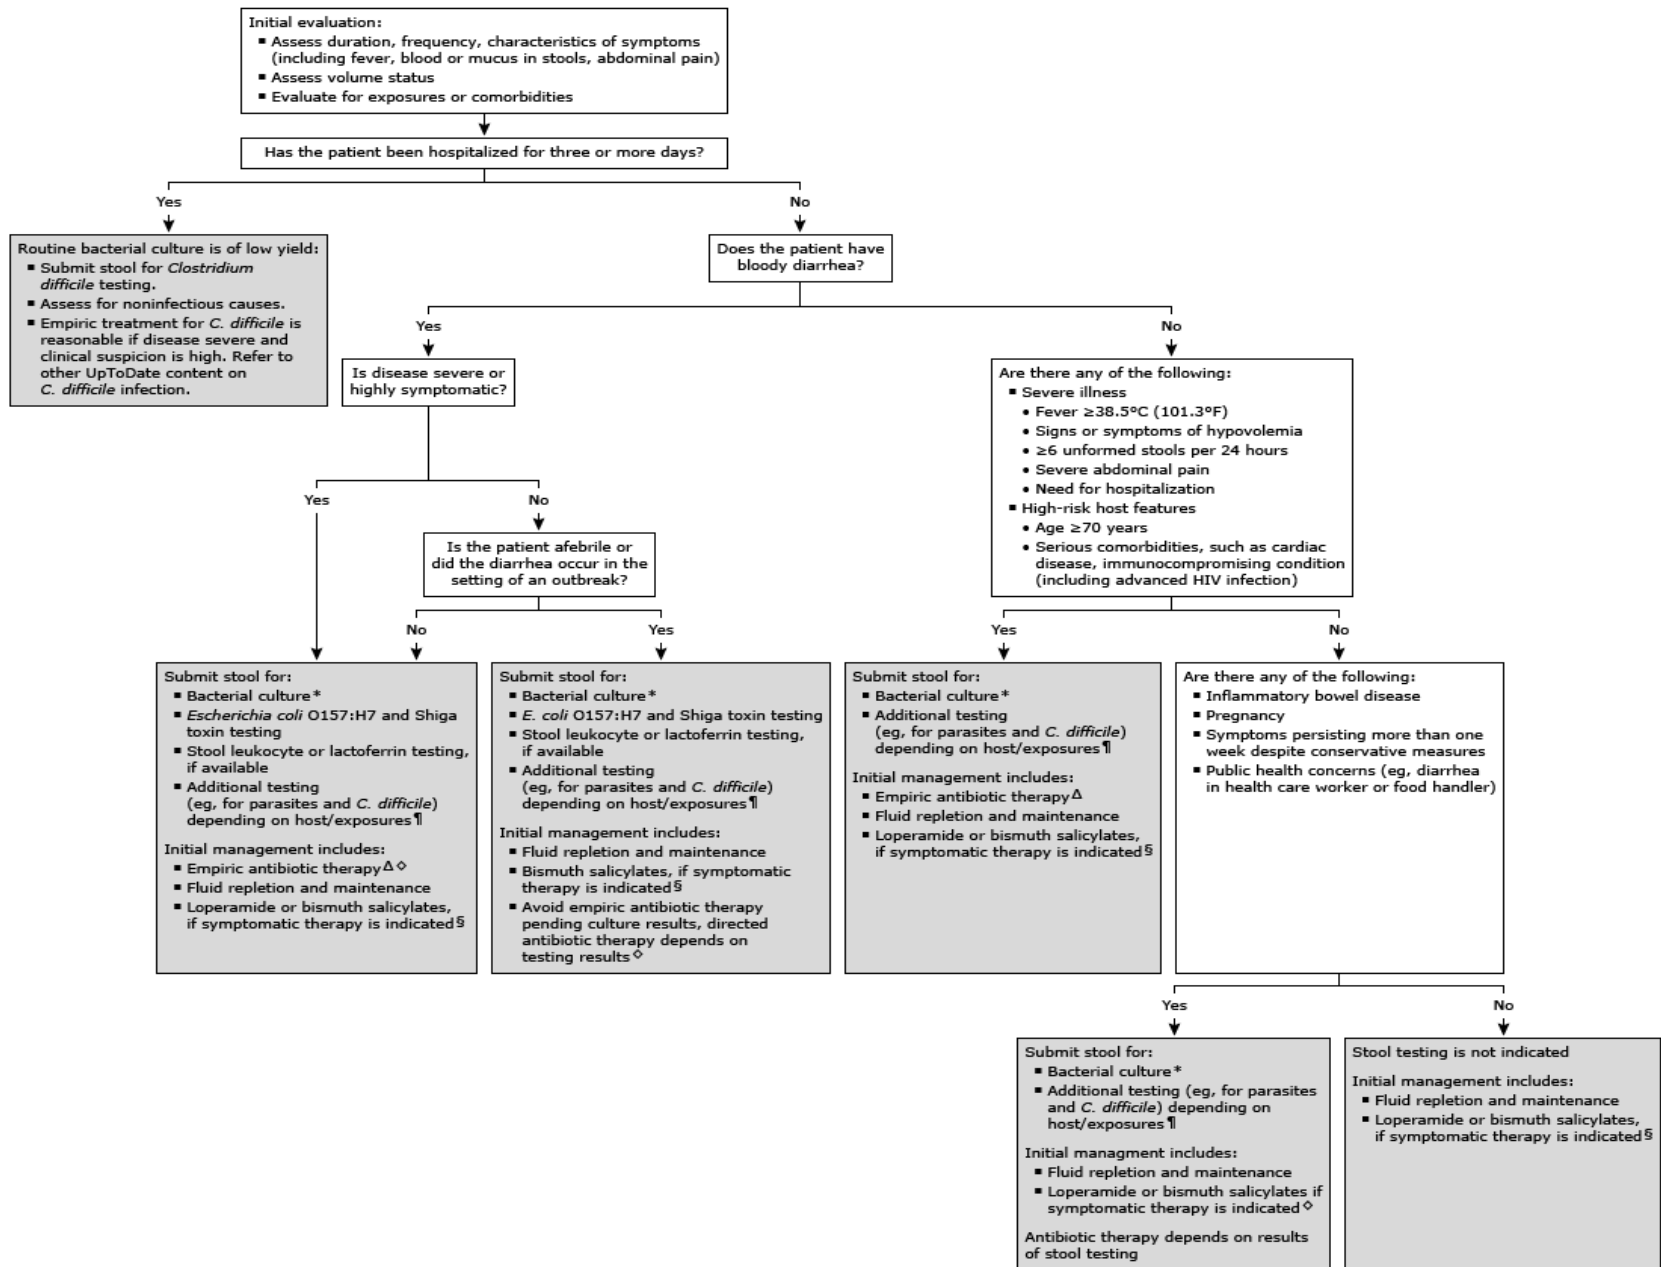 Initial evaluation:
▪ Assess duration, frequency, characteristics of symptoms
(including fever, blood or mucus in stools, abdominal pain)
▪ Assess volume status
▪ Evaluate for exposures or comorbidities
Has the patient been hospitalized for three or more days?
Yes
No
Routine bacterial culture is of low yield:
▪ Submit stool for Clostridium
difficile testing.
▪ Assess for noninfectious causes.
▪ Empiric treatment for C. difficile is
reasonable if disease severe and
clinical suspicion is high. Refer to
other UpToDate content on
C. difficile infection.
Does the patient have
bloody diarrhea?
Yes
No
Is disease severe or
highly symptomatic?
Are there any of the following:
▪ Severe illness
• Fever ≥38.5°C (101.3°F)
• Signs or symptoms of hypovolemia
• ≥6 unformed stools per 24 hours
• Severe abdominal pain
• Need for hospitalization
▪ High-risk host features
• Age ≥70 years
• Serious comorbidities, such as cardiac
disease, immunocompromising condition
(including advanced HIV infection)
Yes
No
Is the patient afebrile or
did the diarrhea occur in the
setting of an outbreak?
No
Yes
Yes
No
Submit stool for:
▪ Bacterial culture*
▪ Escherichia coli O157:H7 and Shiga
toxin testing
▪ Stool leukocyte or lactoferrin testing,
if available
▪ Additional testing
(eg, for parasites and C. difficile)
depending on host/exposures¶
Initial management includes:
▪ Empiric antibiotic therapyΔ◇
▪ Fluid repletion and maintenance
▪ Loperamide or bismuth salicylates,
if symptomatic therapy is indicated§
Submit stool for:
▪ Bacterial culture*
▪ E. coli O157:H7 and Shiga toxin testing
▪ Stool leukocyte or lactoferrin testing,
if available
▪ Additional testing
(eg, for parasites and C. difficile)
depending on host/exposures¶
Initial management includes:
▪ Fluid repletion and maintenance
▪ Bismuth salicylates, if symptomatic
therapy is indicated§
▪ Avoid empiric antibiotic therapy
pending culture results, directed
antibiotic therapy depends on
testing results◇
Submit stool for:
▪ Bacterial culture*
▪ Additional testing
(eg, for parasites and C. difficile)
depending on host/exposures¶
Initial management includes:
▪ Empiric antibiotic therapyΔ
▪ Fluid repletion and maintenance
▪ Loperamide or bismuth salicylates,
if symptomatic therapy is indicated§
Are there any of the following:
▪ Inflammatory bowel disease
▪ Pregnancy
▪ Symptoms persisting more than one
week despite conservative measures
▪ Public health concerns (eg, diarrhea
in health care worker or food handler)
Yes
No
Submit stool for:
▪ Bacterial culture*
▪ Additional testing (eg, for parasites
and C. difficile) depending on
host/exposures¶
Initial managment includes:
▪ Fluid repletion and maintenance
▪ Loperamide or bismuth salicylates if
symptomatic therapy is indicated◇
Antibiotic therapy depends on results
of stool testing
Stool testing is not indicated
Initial management includes:
▪ Fluid repletion and maintenance
▪ Loperamide or bismuth salicylates,
if symptomatic therapy is indicated§